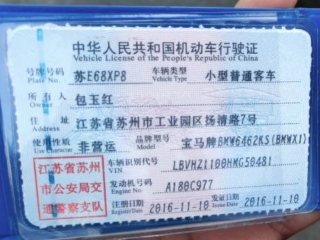 中华人民共和国机动车行驶证
Vehicle License of the People's Republic of China
号牌号码 苏E68XP8 车辆类型 小型普通客车
Plate No. Vehicle Type
所有人 包玉红
Owner
住址 江苏省苏州市工业园区扬清路7号
Address
使用性质 非营运 品牌型号 宝马牌BMW6462KS(BMWX1)
Use Character Model
车辆识别代号 LBVHZ1100HMG50481
VIN
江苏省苏州
市公安局交
通警察支队
发动机号码 A180C977
Engine No.
注册日期 2016-11-10 发证日期 2016-11-10
Register Date Issue Date